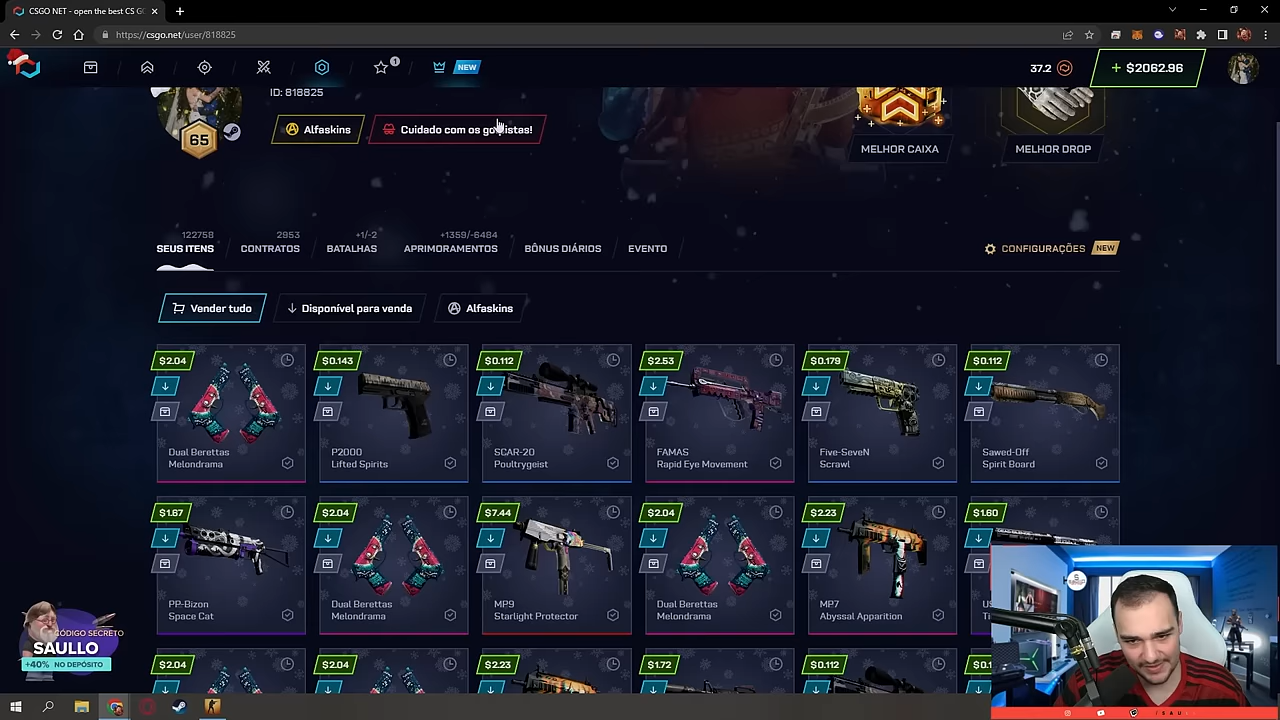 CSGO NET - open the best CS G
https://csgo.net/user/818825
1
NEW
37.2
+ $2062.96
ID: 818825
65
Alfaskins
Cuidado com os golpistas!
MELHOR CAIXA
MELHOR DROP
122758
SEUS ITENS
2953
CONTRATOS
+1/-2
BATALHAS
+1359/-6484
APRIMORAMENTOS
BÔNUS DIÁRIOS
EVENTO
CONFIGURAÇÕES
NEW
Vender tudo
Disponível para venda
Alfaskins
$2.04
$0.143
$0.112
$2.53
$0.179
$0.112
Dual Berettas
Melondrama
P2000
Lifted Spirits
SCAR-20
Poultrygeist
FAMAS
Rapid Eye Movement
Five-SeveN
Scrawl
Sawed-Off
Spirit Board
$1.67
$2.04
$7.44
$2.04
$2.23
$1.60
PP-Bizon
Space Cat
Dual Berettas
Melondrama
MP9
Starlight Protector
Dual Berettas
Melondrama
MP7
Abyssal Apparition
$2.04
$2.04
$2.23
$1.72
$0.112
CÓDIGO SECRETO
SAULLO
+40% NO DEPÓSITO